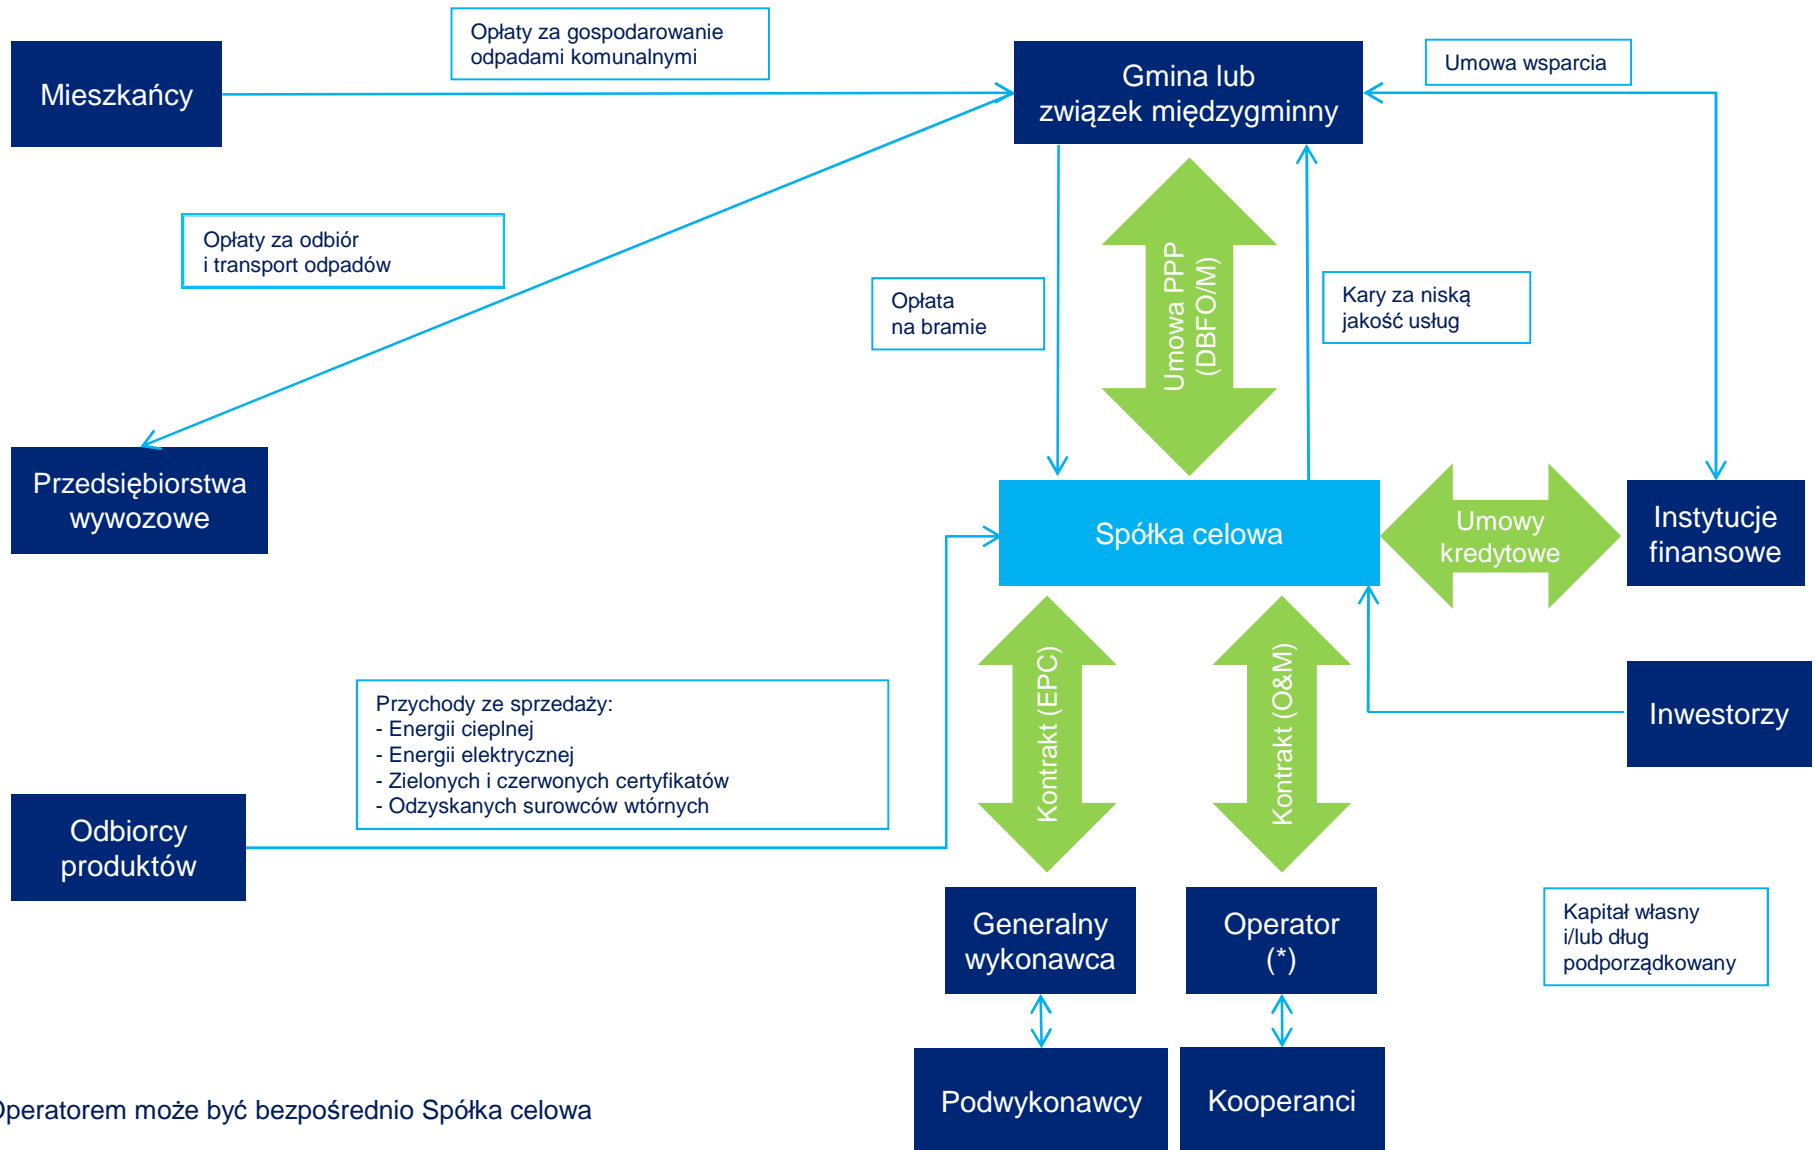 Opłaty za gospodarowanie
odpadami komunalnymi
Mieszkańcy
Gmina lub
związek międzygminny
Umowa wsparcia
Opłaty za odbiór
i transport odpadów
Opłata
na bramie
Umowa PPP
(DBFO/M)
Kary za niską
jakość usług
Przedsiębiorstwa
wywozowe
Spółka celowa
Umowy
kredytowe
Instytucje
finansowe
Przychody ze sprzedaży:
- Energii cieplnej
- Energii elektrycznej
- Zielonych i czerwonych certyfikatów
- Odzyskanych surowców wtórnych
Kontrakt (EPC)
Kontrakt (O&M)
Inwestorzy
Odbiorcy
produktów
Generalny
wykonawca
Operator
(*)
Kapitał własny
i/lub dług
podporządkowany
Podwykonawcy
Kooperanci
Operatorem może być bezpośrednio Spółka celowa